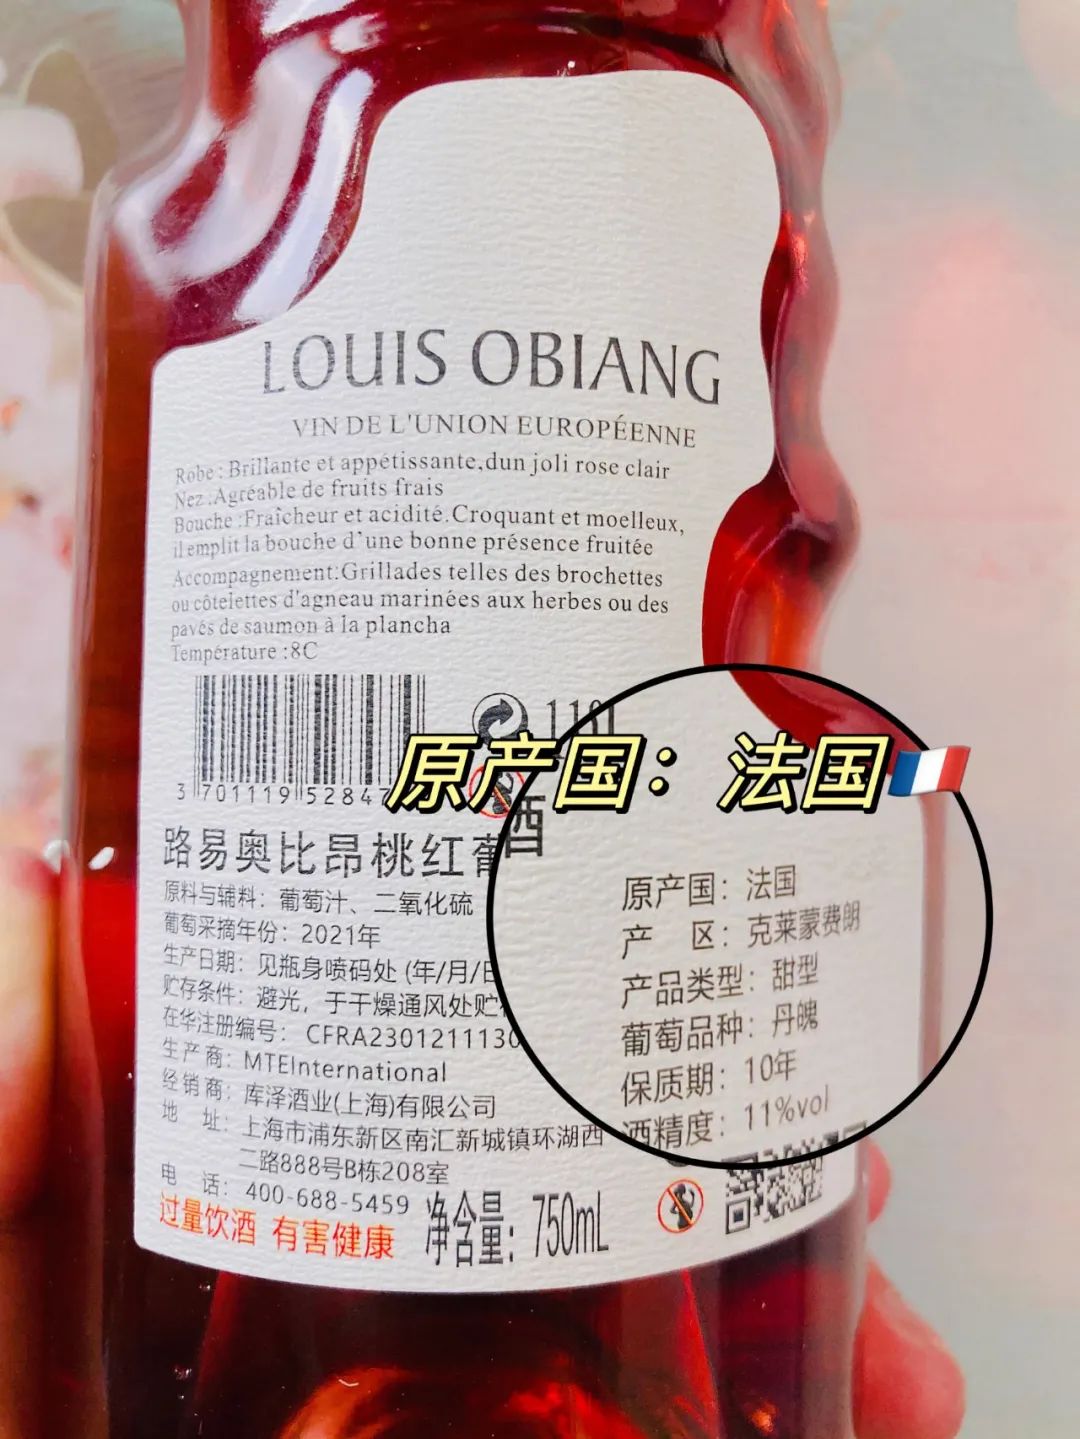 LOUIS OBIANG
VIN DE L'UNION EUROPÉENNE
Robe : Brillante et appétissante.dun joli rose clair
Nez :Agréable de fruits frais
Bouche :Fraîcheur et acidité.Croquant et moelleux,
il emplit la bouche d'une bonne présence fruitée
Accompagnement:Grillades telles des brochettes
ou côtelettes d'agneau marinées aux herbes ou des
pavés de saumon à la plancha
Température :8C
3 701119 52847
原产国：法国🇫🇷
路易奥比昂桃红葡
酒
原料与辅料：葡萄汁、二氧化硫
葡萄采摘年份：2021年
生产日期：见瓶身喷码处 (年/月/日
贮存条件：避光，于干燥通风处贮
在华注册编号： CFRA2301211130
生产商：MTEInternational
经销商：库泽酒业(上海)有限公司
地 址：上海市浦东新区南汇新城镇环湖西
二路888号B栋208室
电 话：400-688-5459
过量饮酒 有害健康
净含量：750mL
原产国：法国
产 区：克莱蒙费朗
产品类型：甜型
葡萄品种：丹魄
保质期：10年
酒精度：11%vol